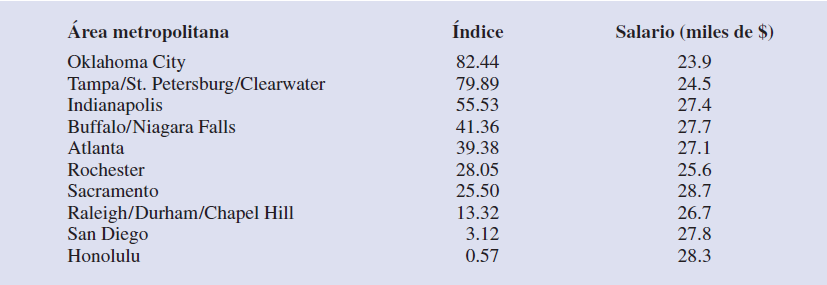 Área metropolitana Índice Salario (miles de $)
Oklahoma City 82.44 23.9
Tampa/St. Petersburg/Clearwater 79.89 24.5
Indianapolis 55.53 27.4
Buffalo/Niagara Falls 41.36 27.7
Atlanta 39.38 27.1
Rochester 28.05 25.6
Sacramento 25.50 28.7
Raleigh/Durham/Chapel Hill 13.32 26.7
San Diego 3.12 27.8
Honolulu 0.57 28.3